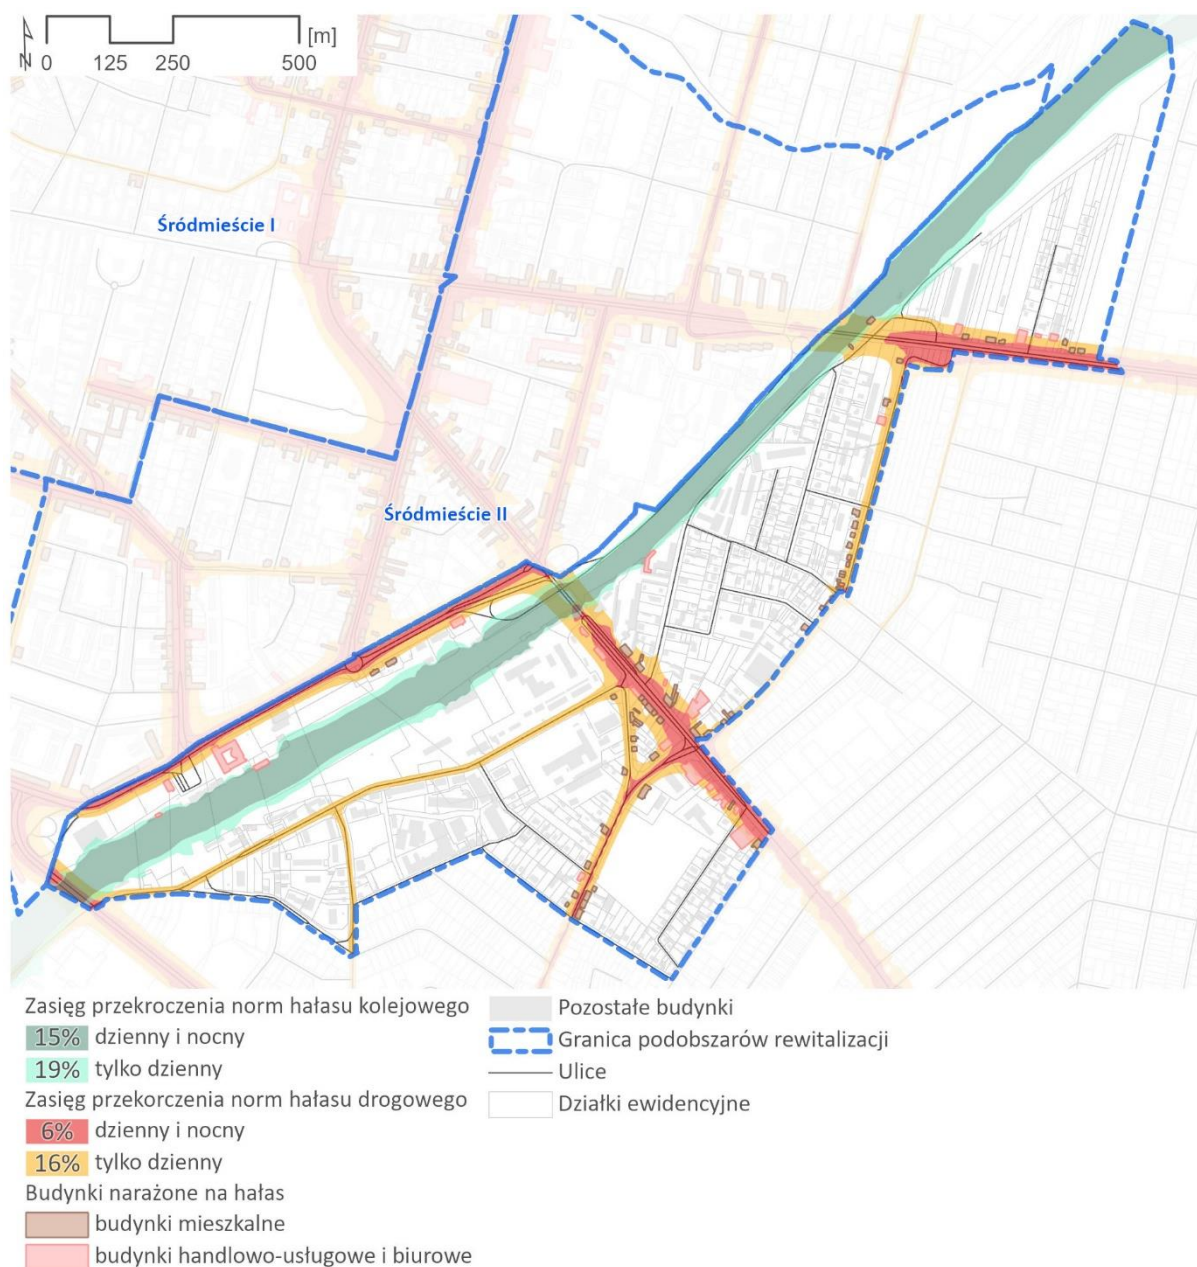 N
[m]
0 125 250 500
Śródmieście I
Śródmieście II
Zasięg przekroczenia norm hałasu kolejowego
15% dzienny i nocny
19% tylko dzienny
Zasięg przekorczenia norm hałasu drogowego
6% dzienny i nocny
16% tylko dzienny
Budynki narażone na hałas
budynki mieszkalne
budynki handlowo-usługowe i biurowe
Pozostałe budynki
Granica podobszarów rewitalizacji
Ulice
Działki ewidencyjne